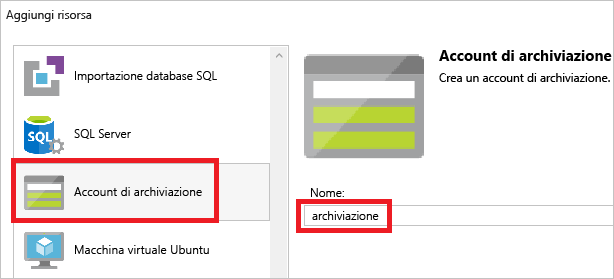 Aggiungi risorsa
Importazione database SQL
SQL
SQL Server
Account di archiviazione
Macchina virtuale Ubuntu
Account di archiviazione
Crea un account di archiviazione.
Nome:
archiviazione